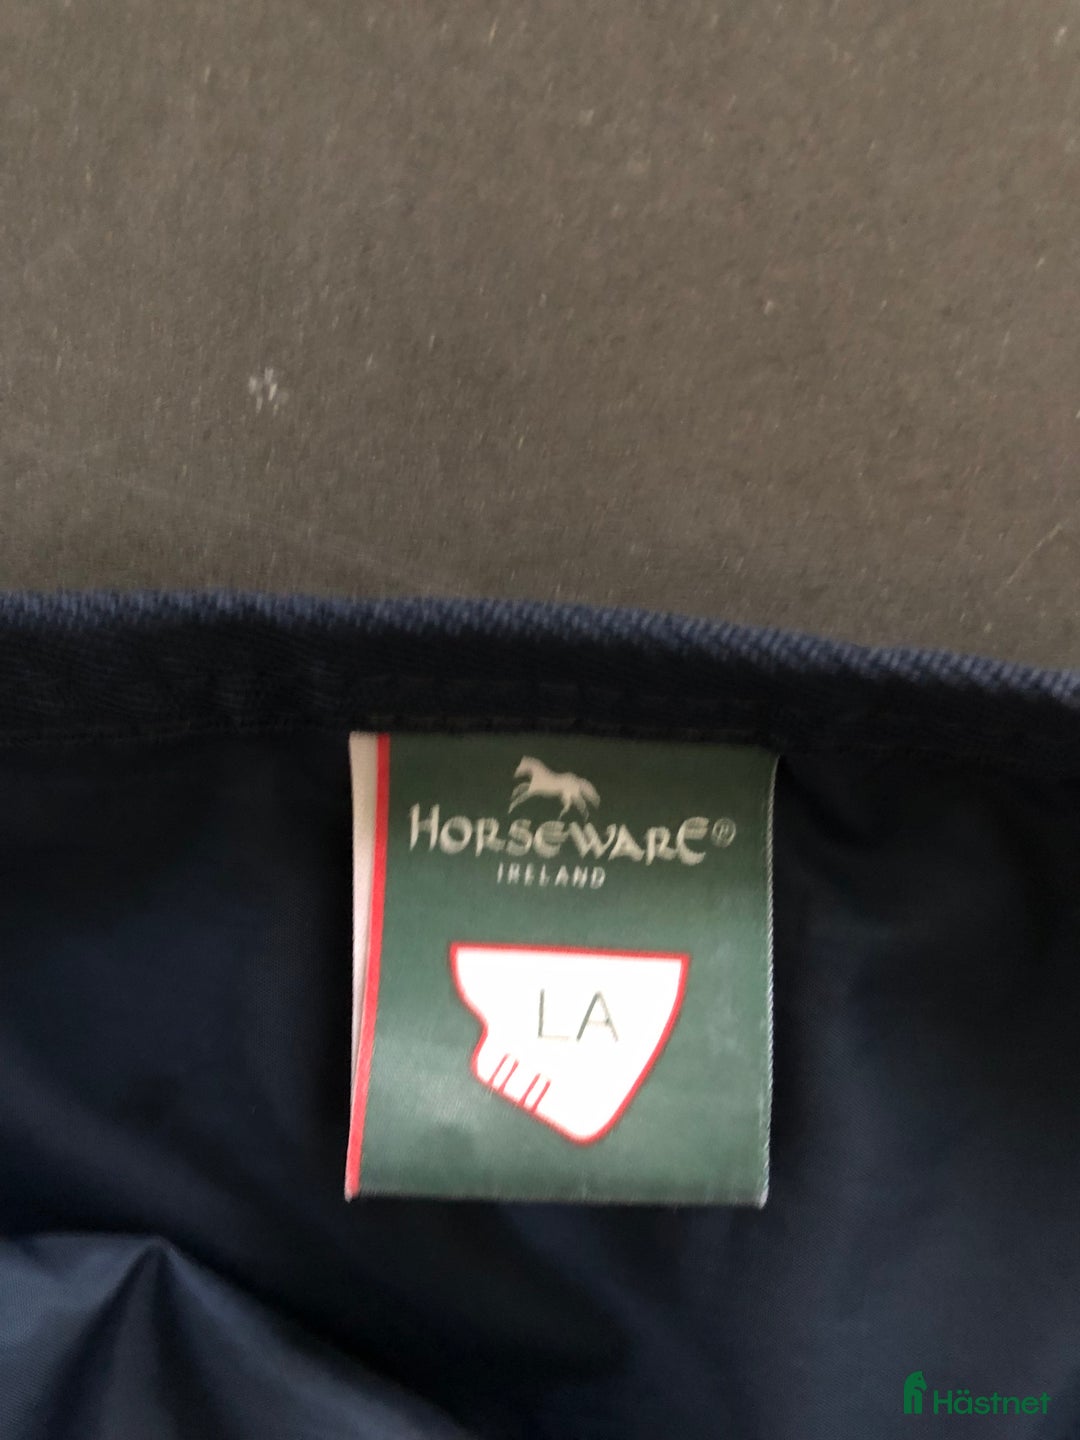 HORSEWARE®
IRELAND
LA
Hästnet